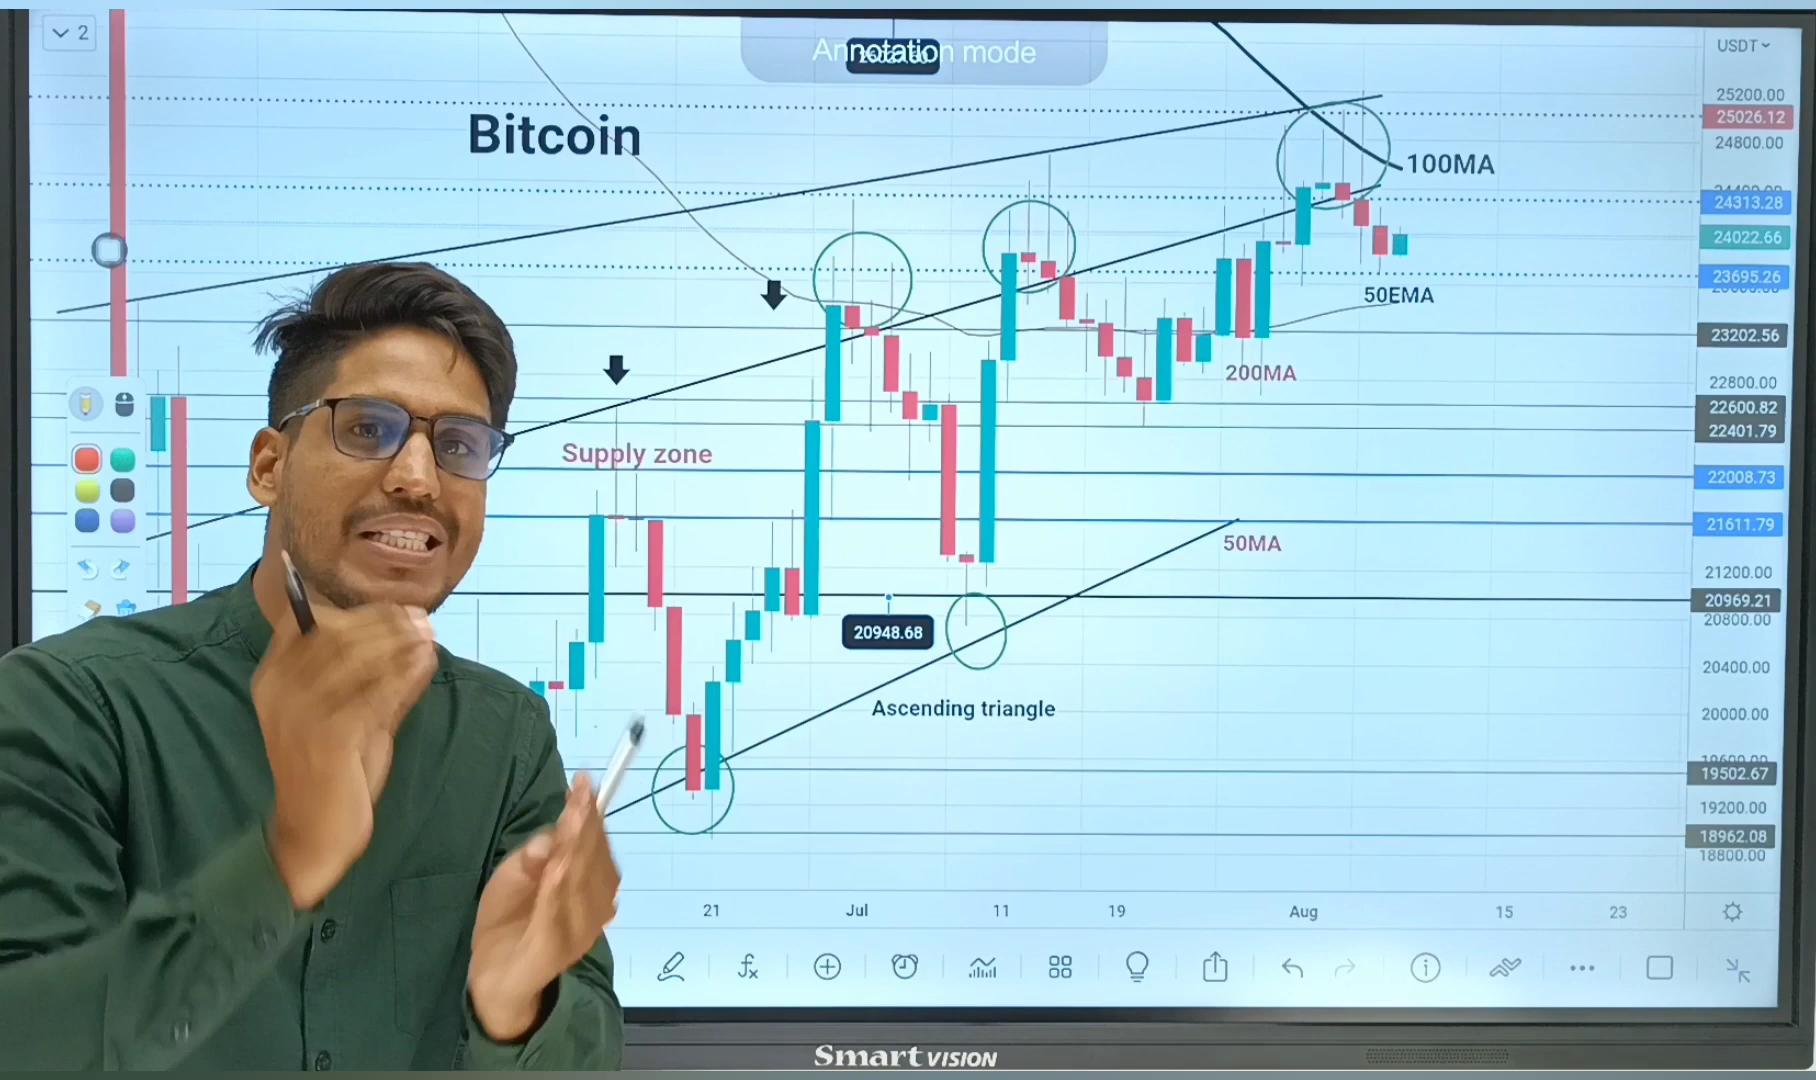 2
Annotation mode
USDT
25200.00
25026.12
Bitcoin
24800.00
100MA
24313.28
24022.66
23695.26
50EMA
23202.56
200MA
22800.00
22600.82
22401.79
Supply zone
22008.73
21611.79
50MA
21200.00
20969.21
20800.00
20948.68
20400.00
Ascending triangle
20000.00
19502.67
19200.00
18962.08
18800.00
21 Jul 11 19 Aug 15 23
fx
Smart VISION